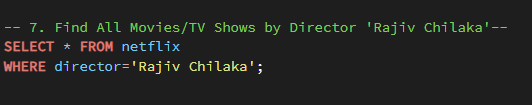 -- 7. Find All Movies/TV Shows by Director 'Rajiv Chilaka'--
SELECT * FROM netflix
WHERE director='Rajiv Chilaka';